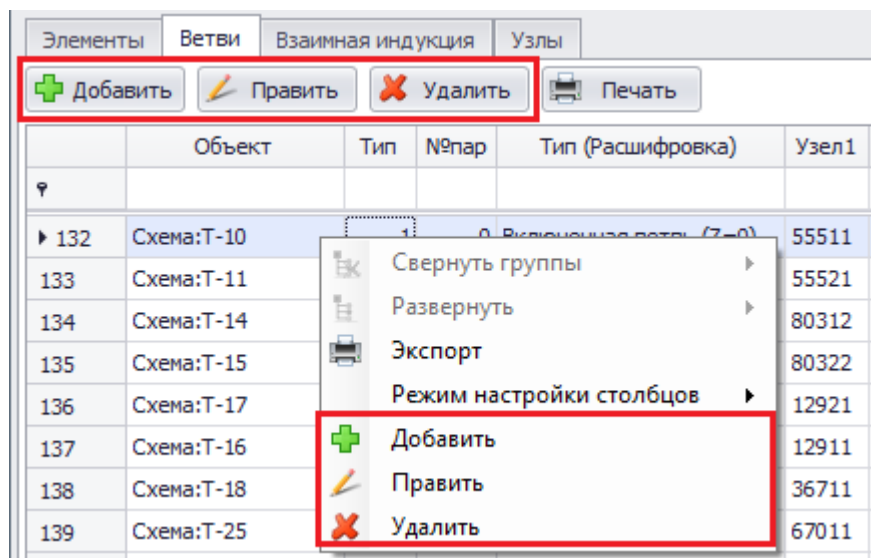 Элементы Ветви Взаимная индукция Узлы
Добавить Править Удалить Печать
Объект Тип №пар Тип (Расшифровка) Узел1
132 Схема:Т-10 1 0 Включенная ветвь (Z=0) 55511
Свернуть группы
133 Схема:Т-11 55521
Развернуть
134 Схема:Т-14 80312
Экспорт
135 Схема:Т-15 80322
Режим настройки столбцов
136 Схема:Т-17 12921
Добавить
137 Схема:Т-16 12911
Править
138 Схема:Т-18 36711
Удалить
139 Схема:Т-25 67011